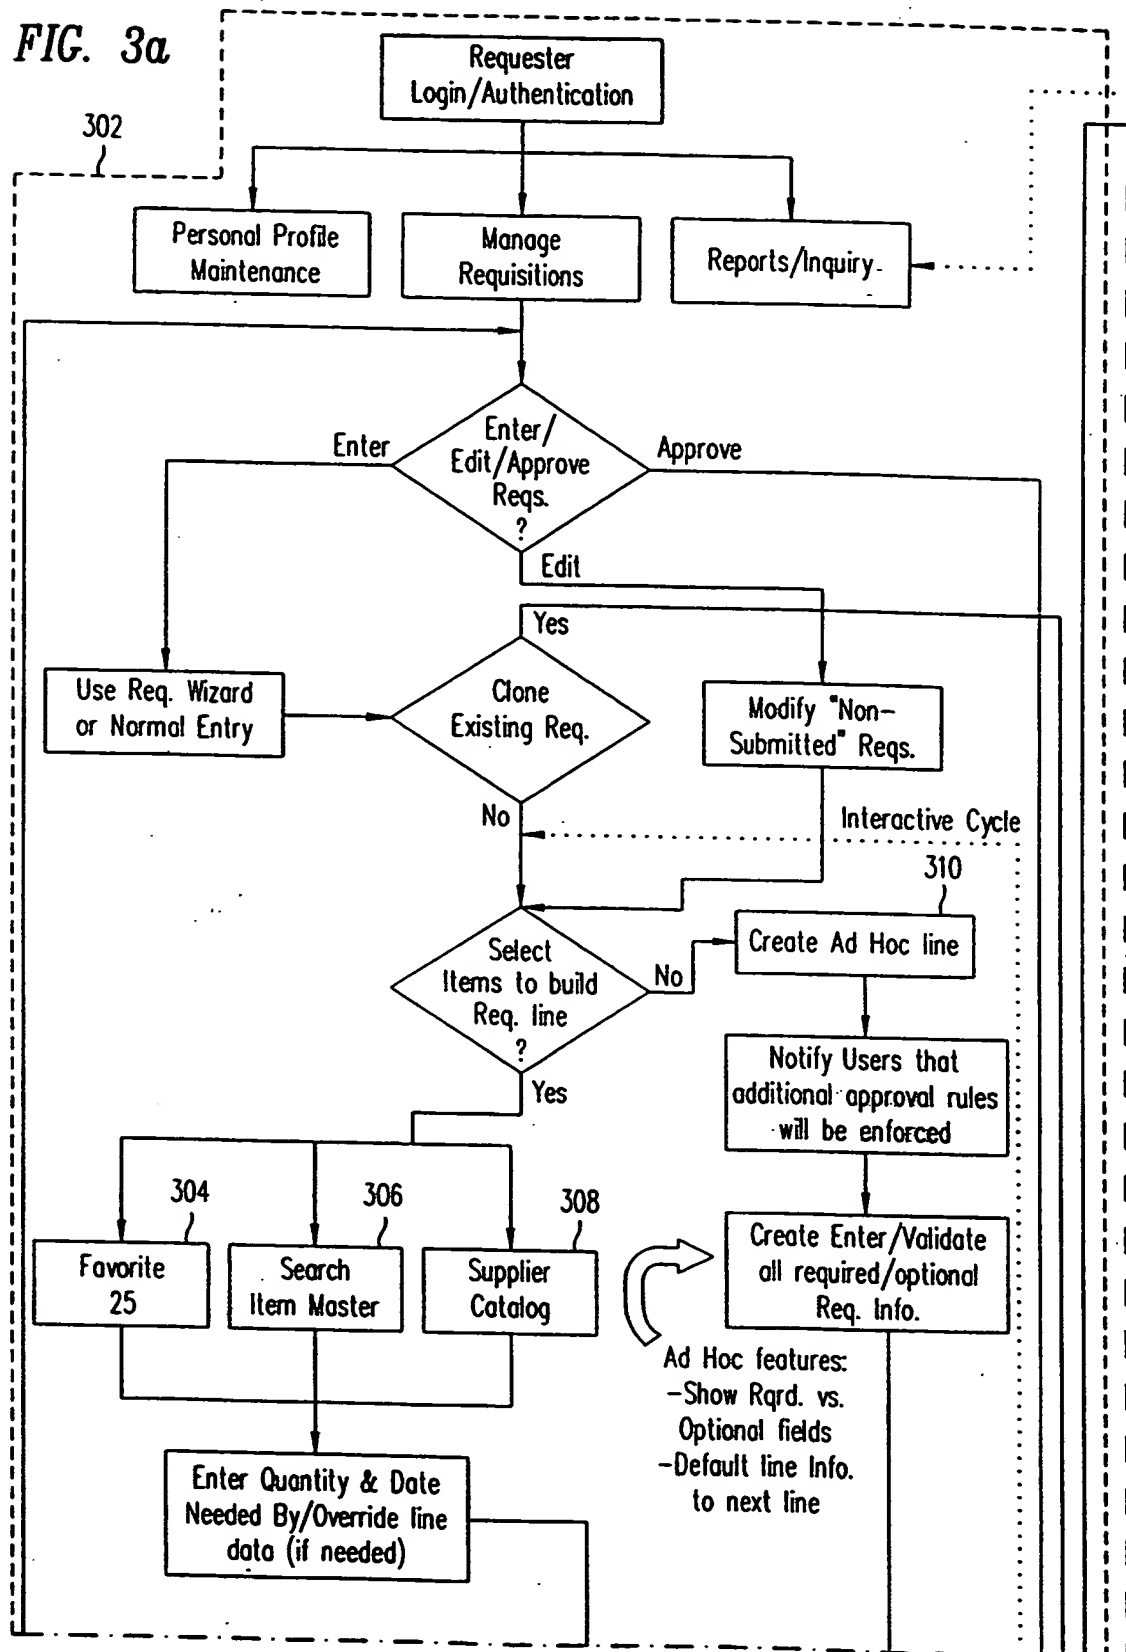 FIG. 3a
Requester
Login/Authentication
302
Personal Profile
Maintenance
Manage
Requisitions
Reports/Inquiry
Enter/
Edit/Approve
Reqs.
?
Enter
Approve
Edit
Yes
Use Req. Wizard
or Normal Entry
Clone
Existing Req.
Modify "Non-
Submitted" Reqs.
No
Interactive Cycle
310
Select
Items to build
Req. line
?
No
Create Ad Hoc line
Yes
Notify Users that
additional approval rules
will be enforced
304
306
308
Favorite
25
Search
Item Master
Supplier
Catalog
Create Enter/Validate
all required/optional
Req. Info.
Ad Hoc features:
-Show Rqrd. vs.
Optional fields
-Default line Info.
to next line
Enter Quantity & Date
Needed By/Override line
data (if needed)